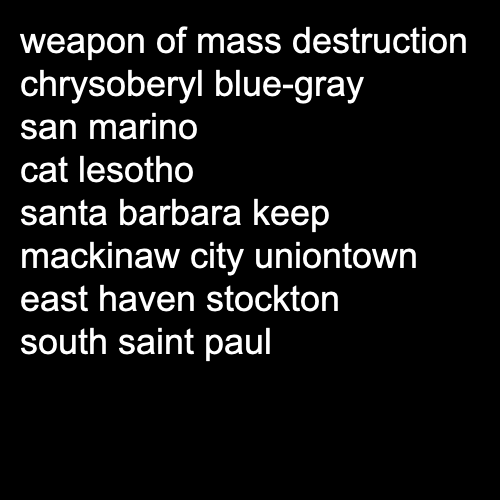 weapon of mass destruction
chrysoberyl blue-gray
san marino
cat lesotho
santa barbara keep
mackinaw city uniontown
east haven stockton
south saint paul